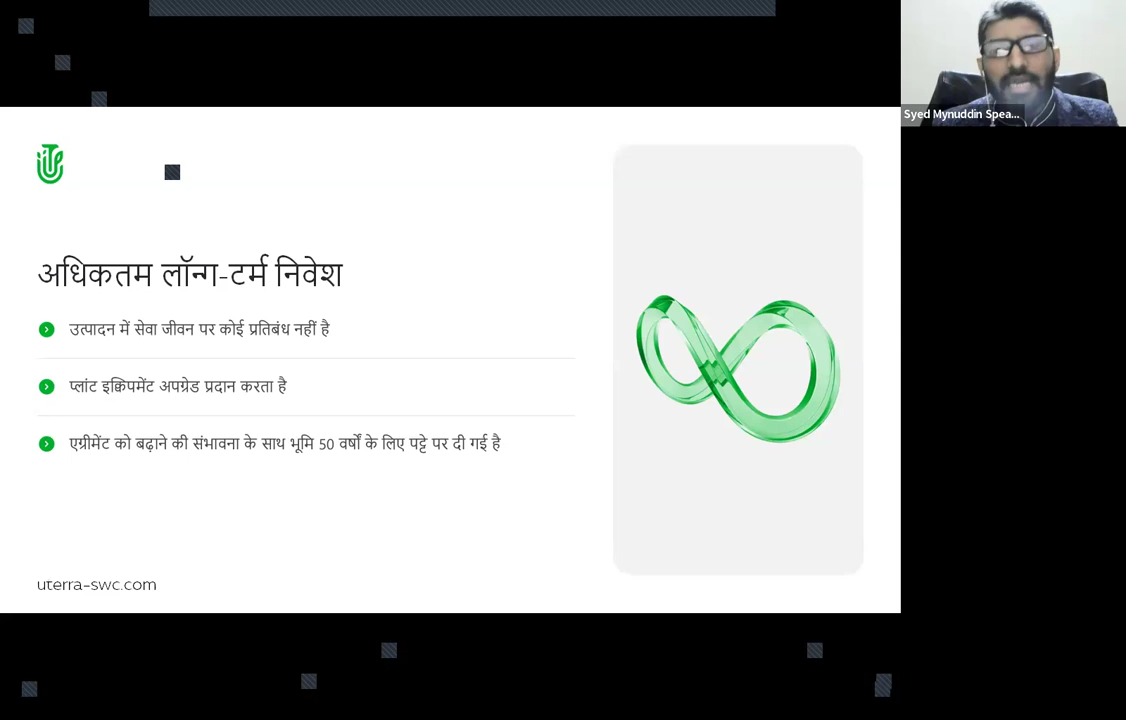 Syed Mynuddin Spea...
अधिकतम लॉन्ग-टर्म निवेश
उत्पादन में सेवा जीवन पर कोई प्रतिबंध नहीं है
प्लांट इक्विपमेंट अपग्रेड प्रदान करता है
एग्रीमेंट को बढ़ाने की संभावना के साथ भूमि 50 वर्षों के लिए पट्टे पर दी गई है
uterra-swc.com